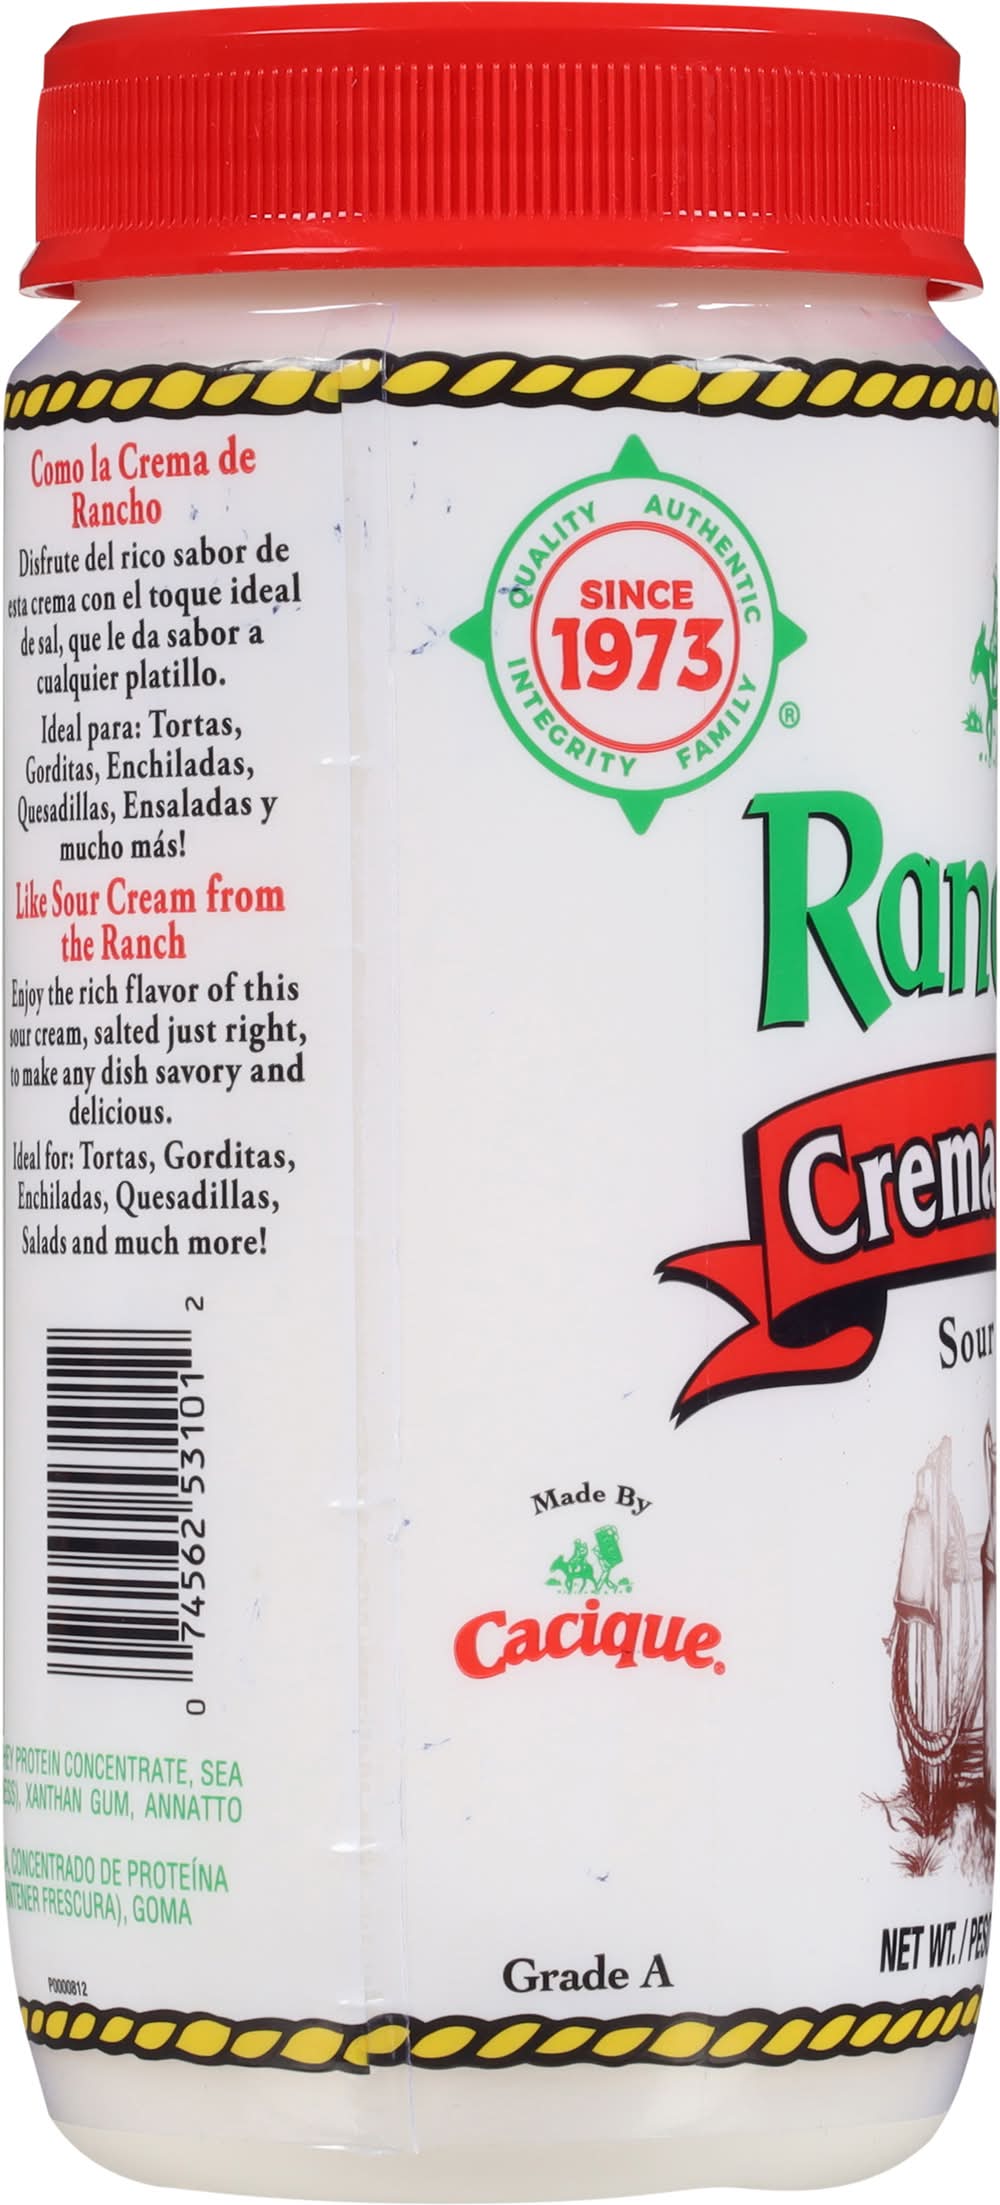 Como la Crema de
Rancho
Disfrute del rico sabor de
esta crema con el toque ideal
de sal, que le da sabor a
cualquier platillo.
Ideal para: Tortas,
Gorditas, Enchiladas,
Quesadillas, Ensaladas y
mucho más!
Like Sour Cream from
the Ranch
Enjoy the rich flavor of this
sour cream, salted just right,
to make any dish savory and
delicious.
Ideal for: Tortas, Gorditas,
Enchiladas, Quesadillas,
Salads and much more!
0 74562 53101 2
PROTEIN CONCENTRATE, SEA
XANTHAN GUM, ANNATTO
CONCENTRADO DE PROTEÍNA
FRESCURA), GOMA
P0000812
QUALITY AUTHENTIC
SINCE
1973
INTEGRITY FAMILY
®
Ran
Crema
Sour
Made By
Cacique®
Grade A
NET WT. / PES